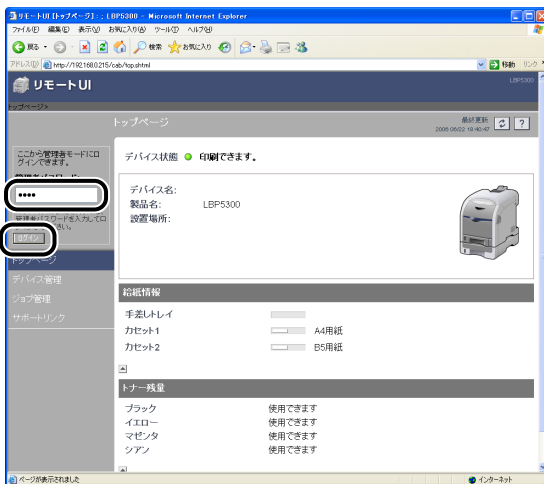 リモートUI [トップページ] : ; LBP5300 - Microsoft Internet Explorer
ファイル(F) 編集(E) 表示(V) お気に入り(A) ツール(T) ヘルプ(H)
戻る 検索 お気に入り
アドレス(D) http://192.168.0.215/cab/top.shtml 移動 リンク
リモートUI LBP5300
トップページ>
トップページ 最終更新
2006 06/22 18:40:47
ここから管理者モードにロ
グインできます。
デバイス状態 印刷できます。
管理者パスワード:
••••
管理者パスワードを入力してロ
ログイン
トップページ
デバイス管理
ジョブ管理
サポートリンク
デバイス名:
製品名: LBP5300
設置場所:
給紙情報
手差しトレイ
カセット1 A4用紙
カセット2 B5用紙
トナー残量
ブラック 使用できます
イエロー 使用できます
マゼンタ 使用できます
シアン 使用できます
ページが表示されました インターネット